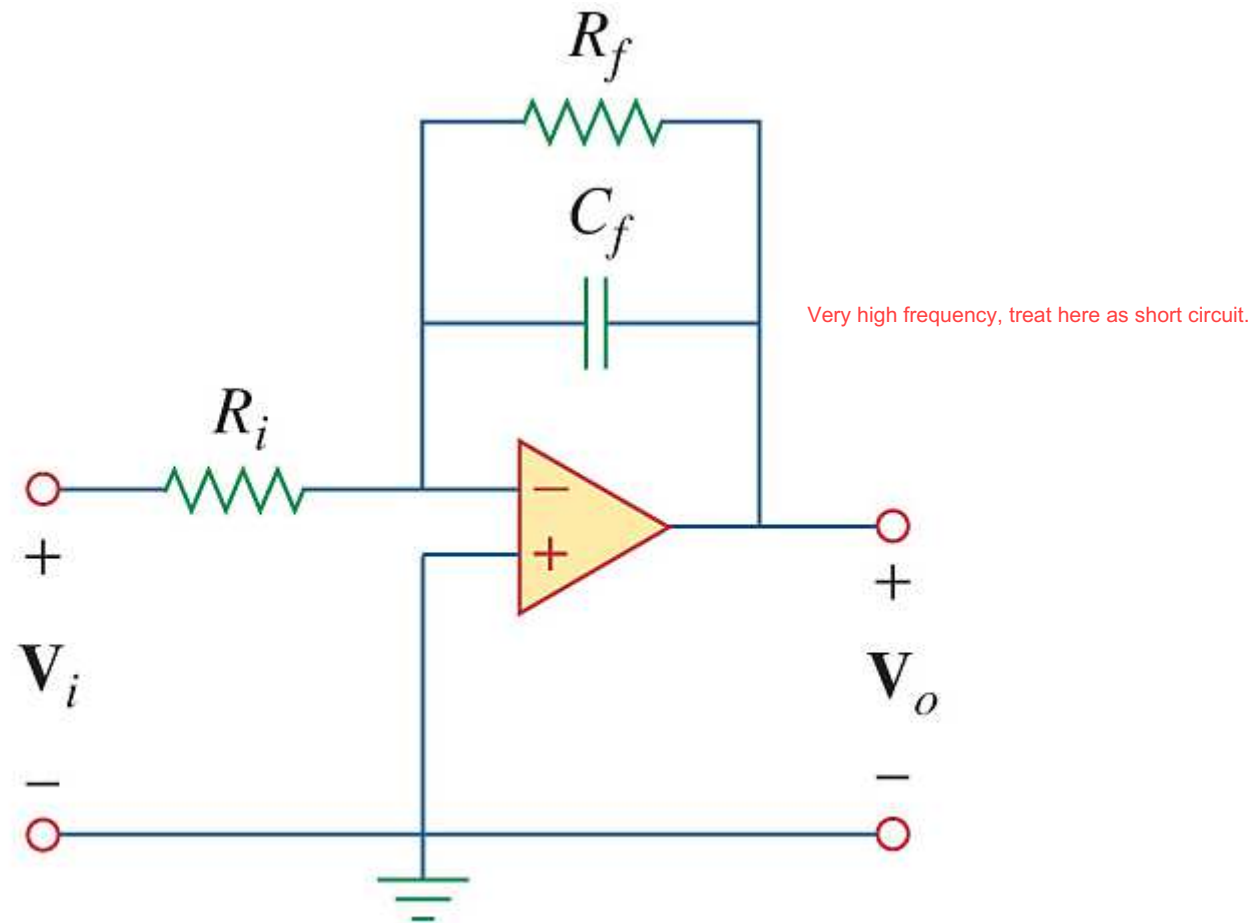 R_f
C_f
Very high frequency, treat here as short circuit.
R_i
−
+
+
+
V_i
V_o
−
−